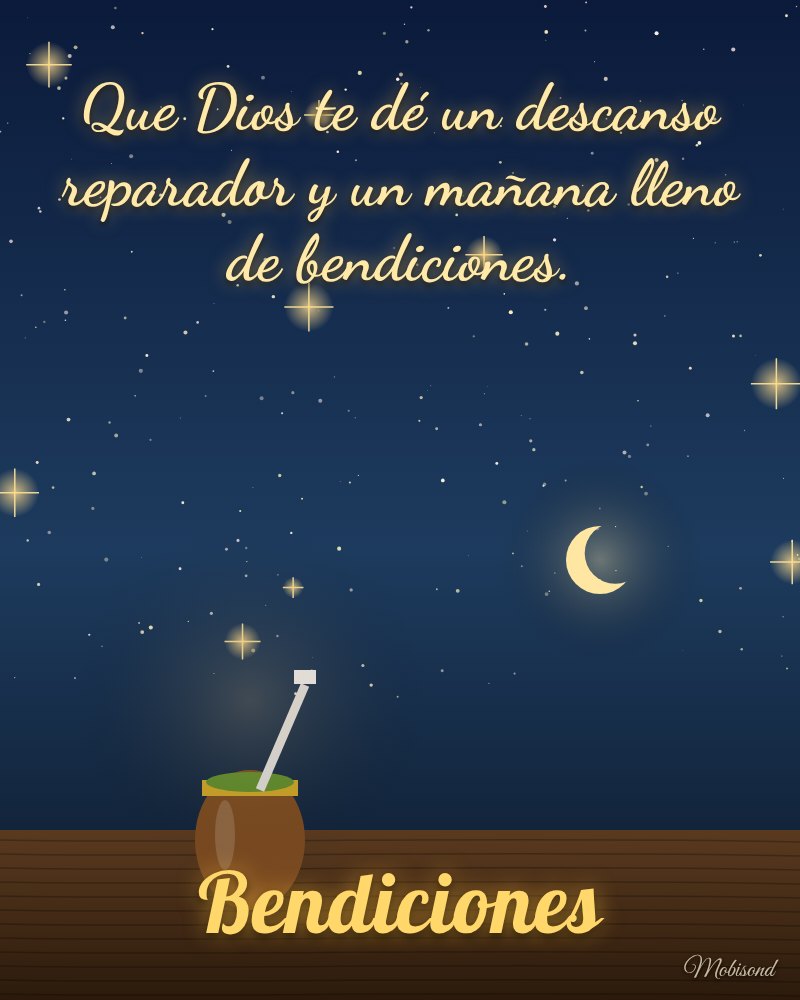 Que Dios te dé un descanso
reparador y un mañana lleno
de bendiciones.
Bendiciones
Mobisond